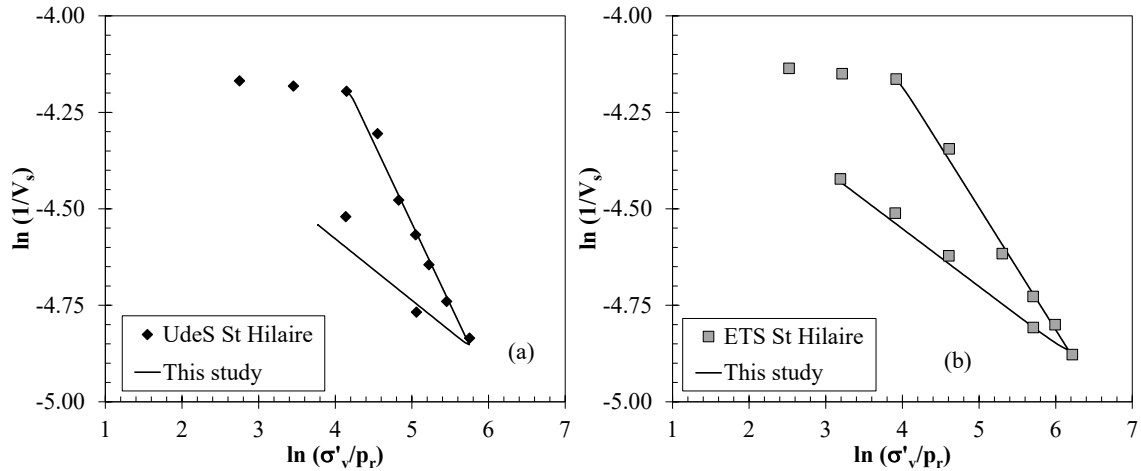 -4.00
-4.25
-4.50
-4.75
-5.00
ln (1/Vs)
UdeS St Hilaire
This study
(a)
1 2 3 4 5 6 7
ln (σ'v/pr)
-4.00
-4.25
-4.50
-4.75
-5.00
ln (1/Vs)
ETS St Hilaire
This study
(b)
1 2 3 4 5 6 7
ln (σ'v/pr)